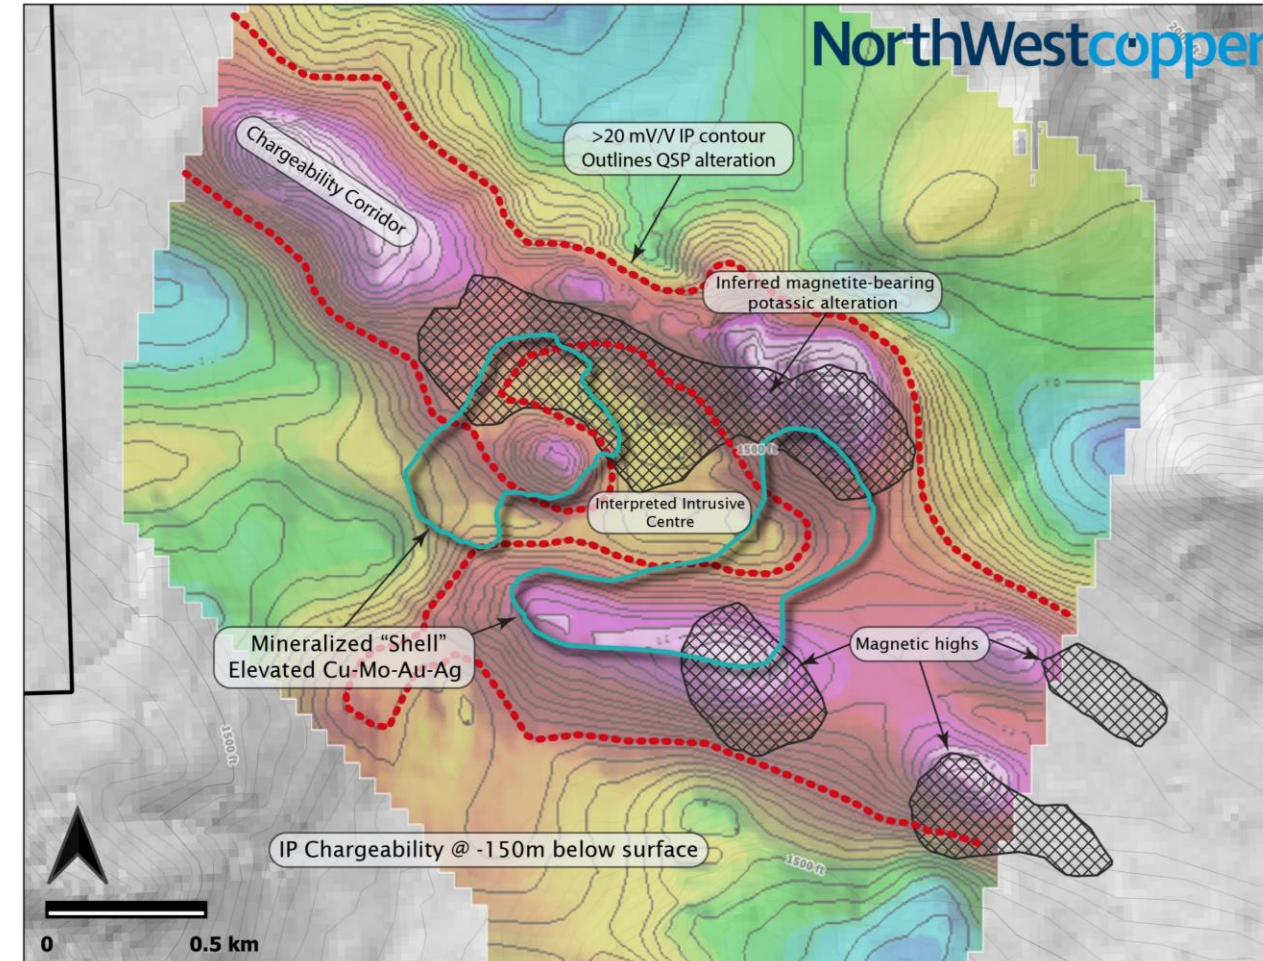 NorthWestcopper
>20 mV/V IP contour
Outlines QSP alteration
Chargeability Corridor
Inferred magnetite-bearing
potassic alteration
1500 ft
Interpreted Intrusive
Centre
Mineralized “Shell”
Elevated Cu-Mo-Au-Ag
Magnetic highs
1500 ft
IP Chargeability @ -150m below surface
1500 ft
0 0.5 km